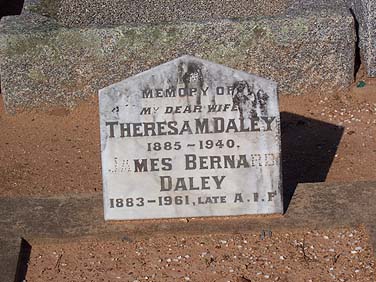 MEMORY OF
MY DEAR WIFE
THERESA M. DALEY
1885 - 1940.
JAMES BERNARD
DALEY
1883 - 1961, LATE A.I.F